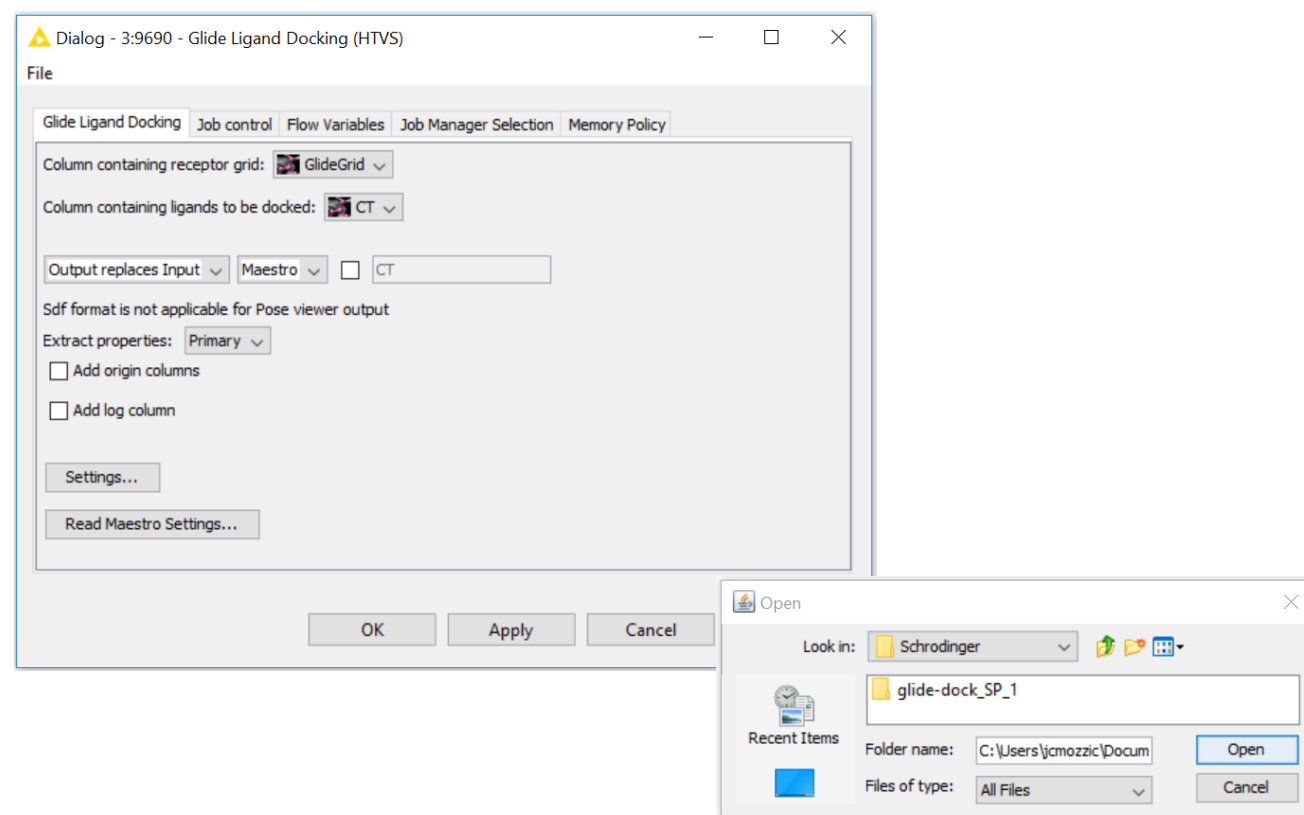 Dialog - 3:9690 - Glide Ligand Docking (HTVS)
File
Glide Ligand Docking Job control Flow Variables Job Manager Selection Memory Policy
Column containing receptor grid: GlideGrid
Column containing ligands to be docked: CT
Output replaces Input Maestro CT
Sdf format is not applicable for Pose viewer output
Extract properties: Primary
Add origin columns
Add log column
Settings...
Read Maestro Settings...
OK Apply Cancel
Open
Look in: Schrodinger
glide-dock_SP_1
Recent Items
Folder name: C:\Users\jcmozzic\Docum Open
Files of type: All Files Cancel